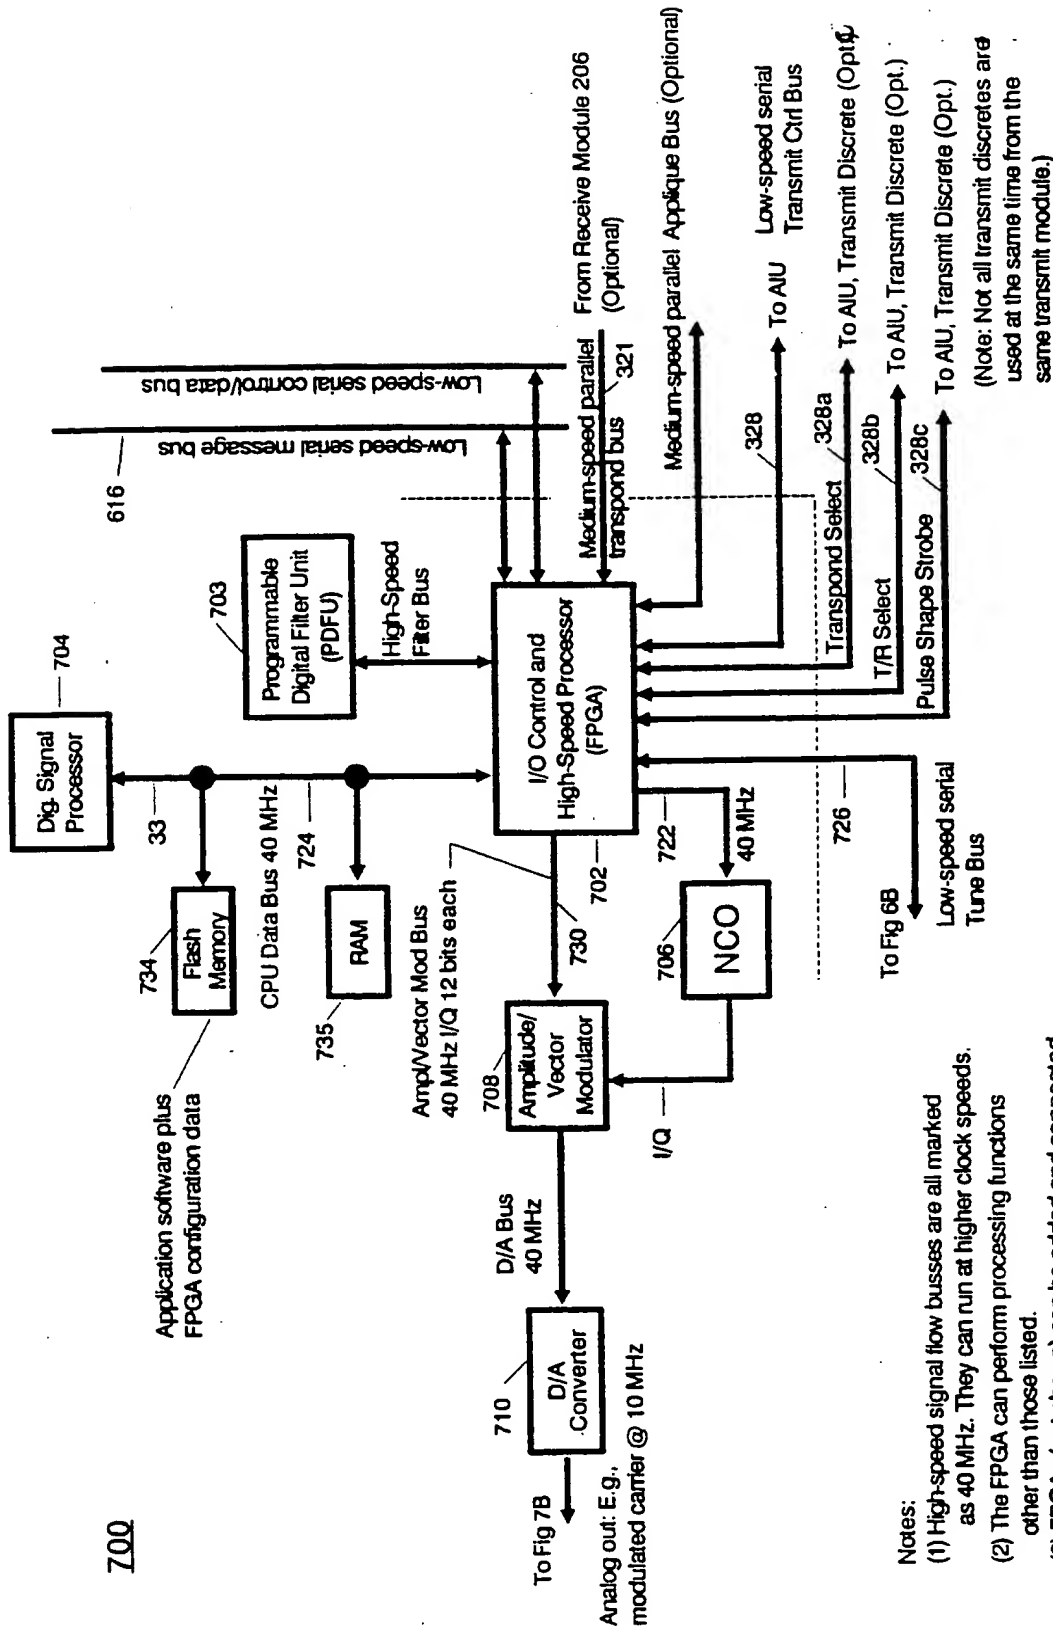 700
704
Dig. Signal
Processor
33
734
Flash
Memory
Application software plus
FPGA configuration data
CPU Data Bus 40 MHz
724
RAM
735
703
Programmable
Digital Filter Unit
(PDFU)
High-Speed
Filter Bus
616
Low-speed serial message bus
Low-speed serial control/data bus
Medium-speed parallel
transpond bus
From Receive Module 206
(Optional)
321
Medium-speed parallel Applique Bus (Optional)
I/O Control and
High-Speed Processor
(FPGA)
702
Ampl/Vector Mod Bus
40 MHz I/Q 12 bits each
730
708
Amplitude/
Vector
Modulator
I/Q
706
NCO
722
40 MHz
D/A Bus
40 MHz
710
D/A
Converter
To Fig 7B
Analog out: E.g.,
modulated carrier @ 10 MHz
328
To AIU
Low-speed serial
Transmit Ctrl Bus
Transpond Select
328a
To AIU, Transmit Discrete
T/R Select
328b
To AIU, Transmit Discrete (Opt.)
Pulse Shape Strobe
328c
To AIU, Transmit Discrete (Opt.)
(Note: Not all transmit discretes are
used at the same time from the
same transmit module.)
726
To Fig 6B
Low-speed serial
Tune Bus
Notes:
(1) High-speed signal flow busses are all marked
as 40 MHz. They can run at higher clock speeds.
(2) The FPGA can perform processing functions
other than those listed.